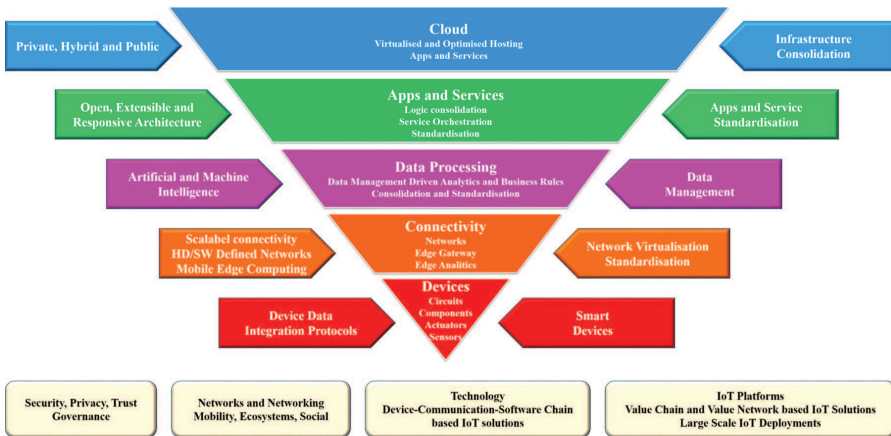 Private, Hybrid and Public
Cloud
Virtualised and Optimised Hosting
Apps and Services
Infrastructure
Consolidation
Open, Extensible and
Responsive Architecture
Apps and Services
Logic consolidation
Service Orchestration
Standardisation
Apps and Service
Standardisation
Artificial and Machine
Intelligence
Data Processing
Data Management Driven Analytics and Business Rules
Consolidation and Standardisation
Data
Management
Scalabel connectivity
HD/SW Defined Networks
Mobile Edge Computing
Connectivity
Networks
Edge Gateway
Edge Analitics
Network Virtualisation
Standardisation
Device Data
Integration Protocols
Devices
Circuits
Components
Actuators
Sensors
Smart
Devices
Security, Privacy, Trust
Governance
Networks and Networking
Mobility, Ecosystems, Social
Technology
Device-Communication-Software Chain
based IoT solutions
IoT Platforms
Value Chain and Value Network based IoT Solutions
Large Scale IoT Deployments